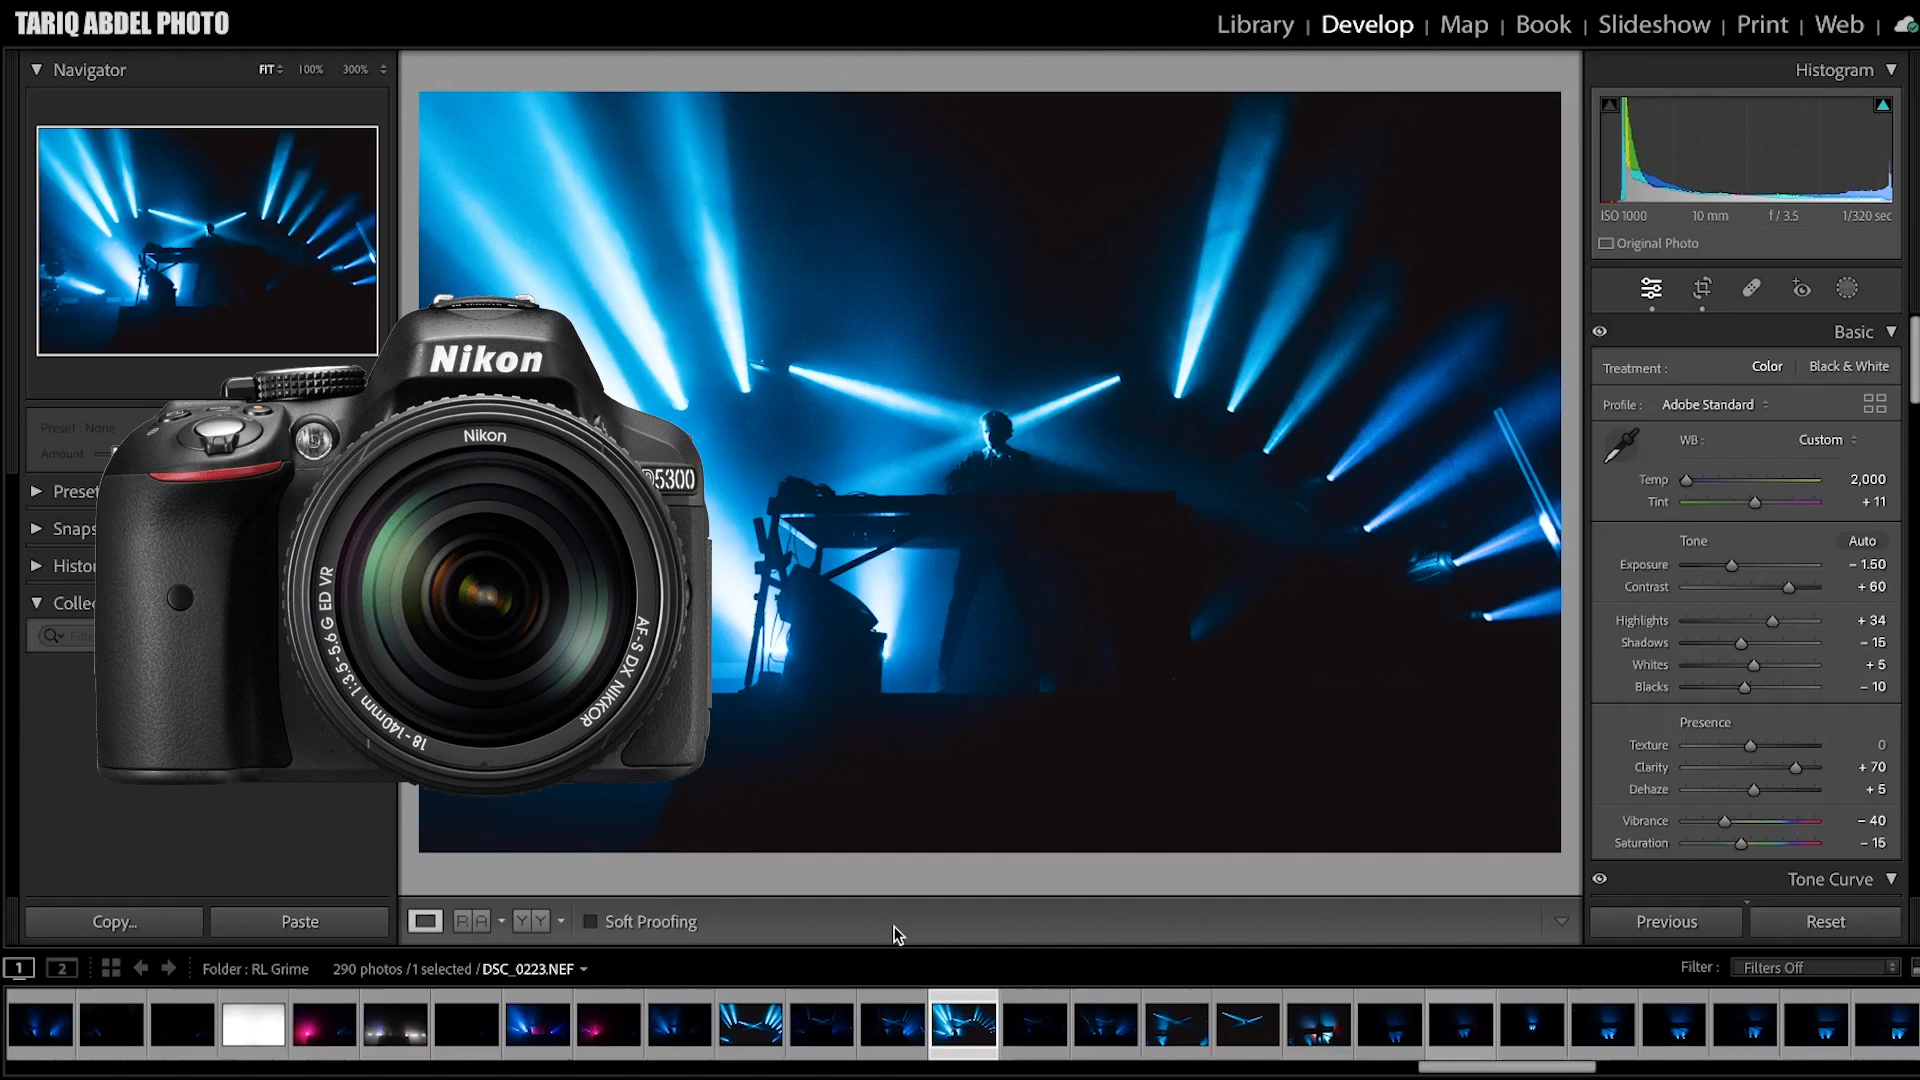 TARIQ ABDEL PHOTO
Library | Develop | Map | Book | Slideshow | Print | Web |
Navigator FIT 100% 300%
Histogram
ISO 1000 10 mm f / 3.5 1/320 sec
Original Photo
Basic
Treatment : Color Black & White
Profile : Adobe Standard
WB : Custom
Temp 2,000
Tint + 11
Tone Auto
Exposure - 1.50
Contrast + 60
Highlights + 34
Shadows - 15
Whites + 5
Blacks - 10
Presence
Texture 0
Clarity + 70
Dehaze + 5
Vibrance - 40
Saturation - 15
Tone Curve
Previous Reset
Preset : None
Amount
Preset
Snaps
Histor
Collec
Filte
Nikon
Nikon
D5300
AF-S DX NIKKOR
18-140mm 1:3.5-5.6G ED VR
Copy... Paste
RA YY Soft Proofing
1 2 Folder : RL Grime 290 photos / 1 selected / DSC_0223.NEF
Filter : Filters Off